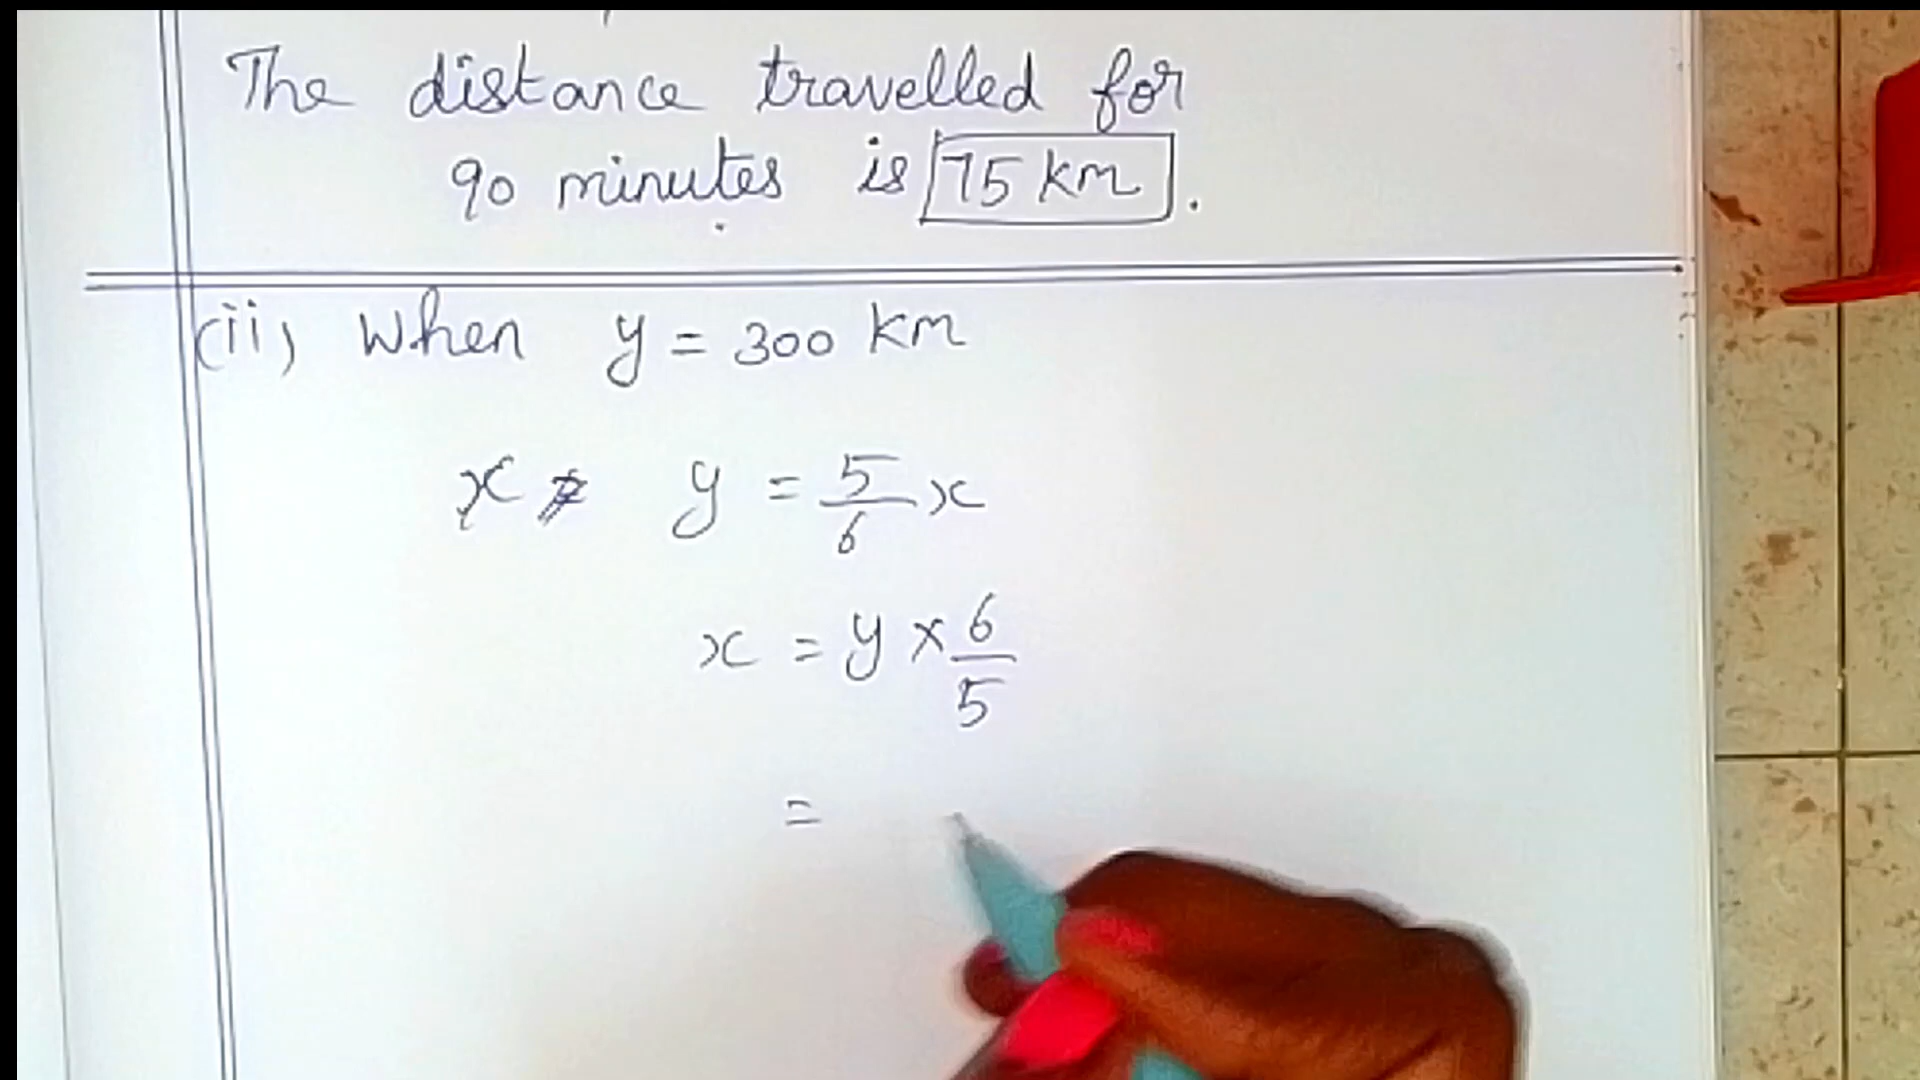 The distance travelled for
90 minutes is 75 km.
(ii) When y = 300 km
x = y = 5/6 x
x = y × 6/5
=